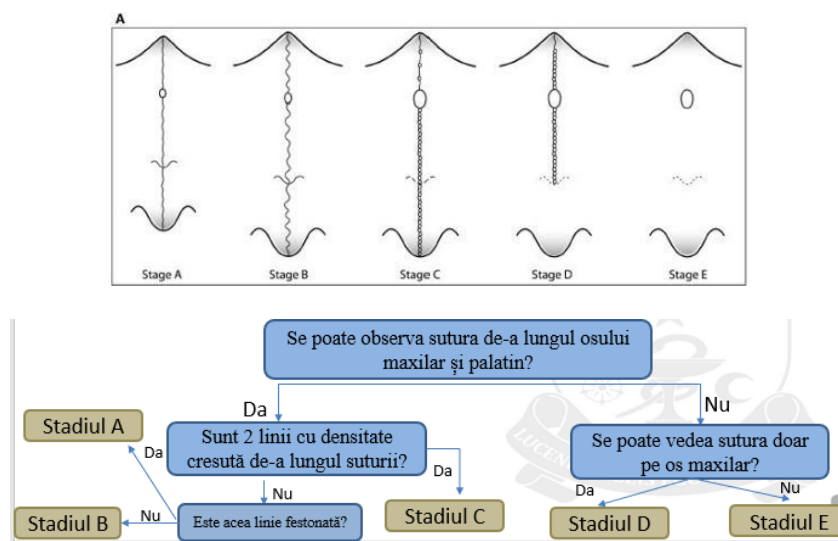 A
Stage A
Stage B
Stage C
Stage D
Stage E
Se poate observa sutura de-a lungul osului
maxilar și palatin?
Da
Nu
Stadiul A
Sunt 2 linii cu densitate
cresută de-a lungul suturii?
Se poate vedea sutura doar
pe os maxilar?
Da
Da
Nu
Da
Nu
Stadiul B
Nu
Este acea linie festonată?
Stadiul C
Stadiul D
Stadiul E
LUCEN